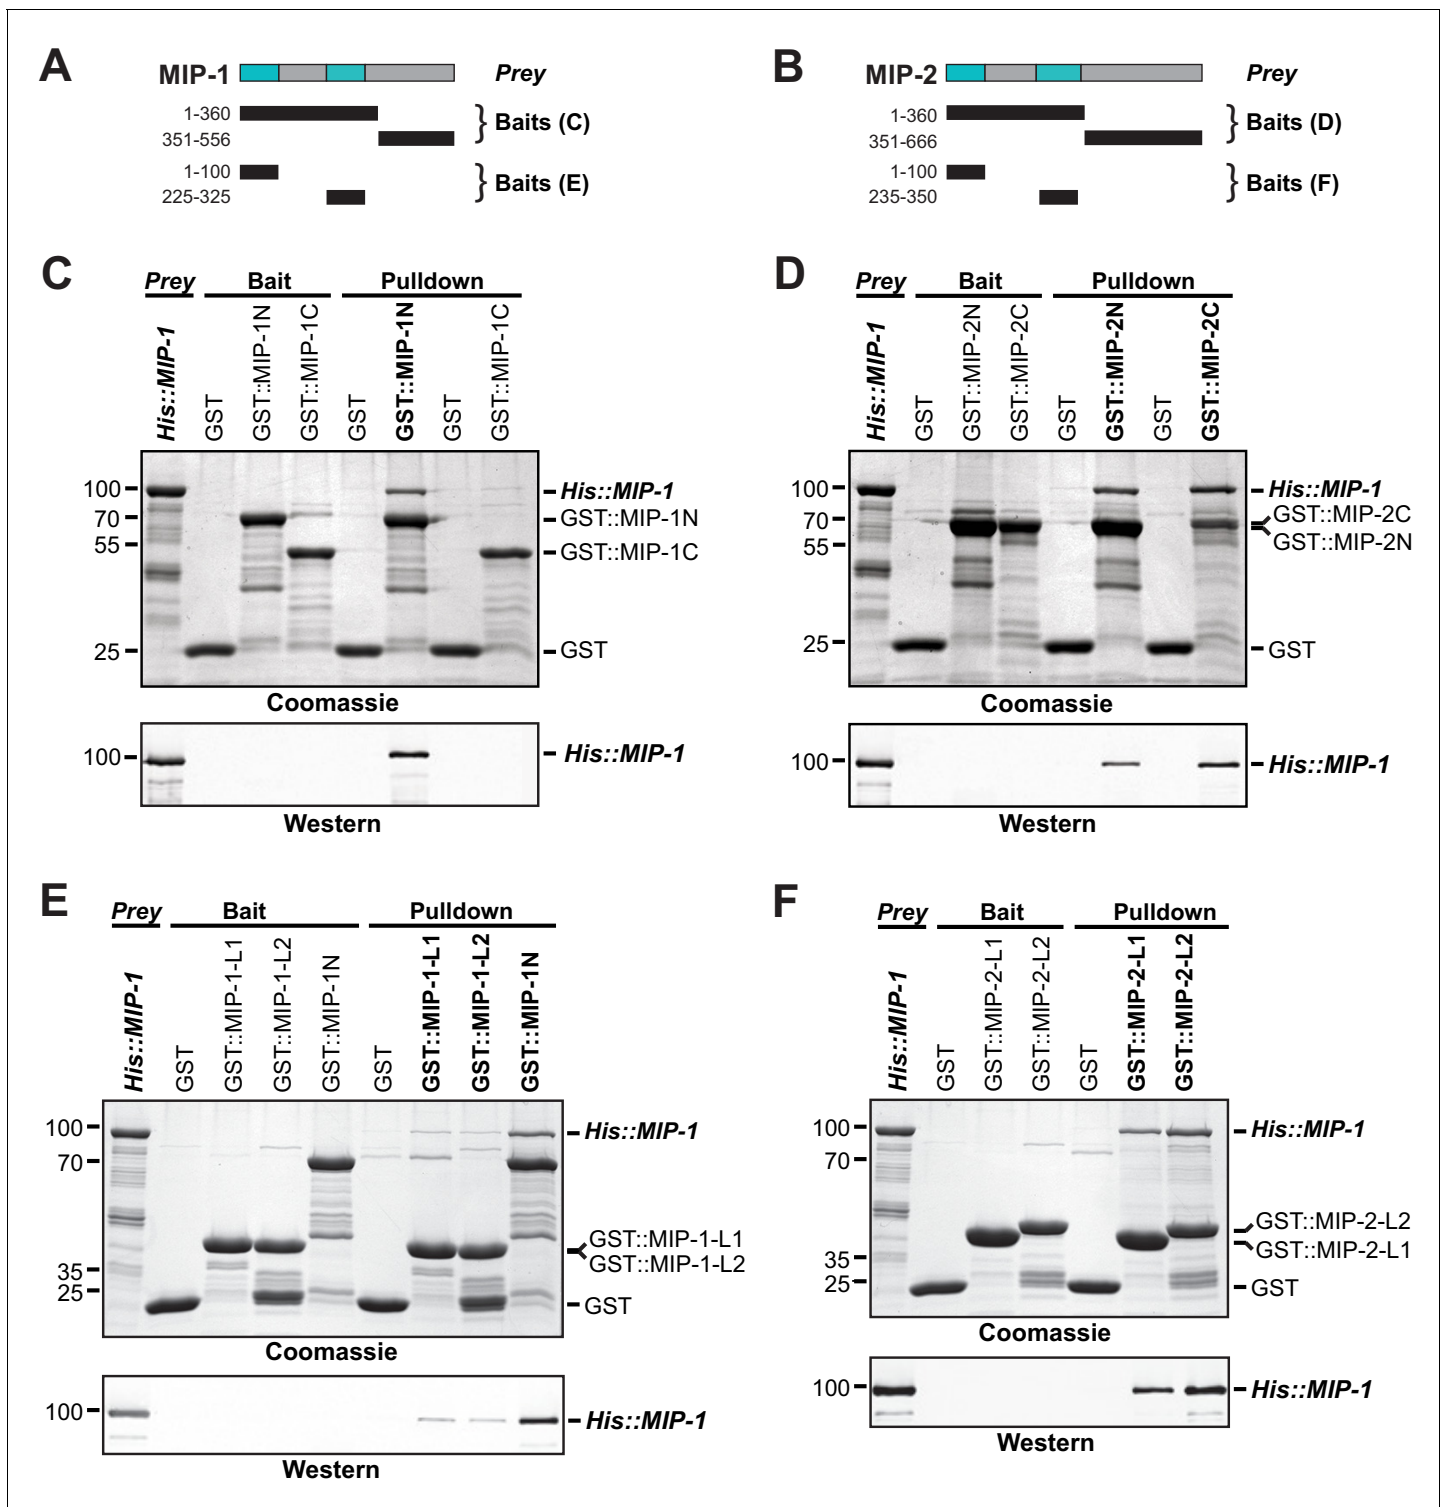 A
MIP-1 Prey
1-360
351-556
} Baits (C)
1-100
225-325
} Baits (E)
B
MIP-2 Prey
1-360
351-666
} Baits (D)
1-100
235-350
} Baits (F)
C
Prey Bait Pulldown
His::MIP-1
GST
GST::MIP-1N
GST::MIP-1C
GST
GST::MIP-1N
GST
GST::MIP-1C
100
70
55
25
His::MIP-1
GST::MIP-1N
GST::MIP-1C
GST
Coomassie
100
His::MIP-1
Western
D
Prey Bait Pulldown
His::MIP-1
GST
GST::MIP-2N
GST::MIP-2C
GST
GST::MIP-2N
GST
GST::MIP-2C
100
70
55
25
His::MIP-1
GST::MIP-2C
GST::MIP-2N
GST
Coomassie
100
His::MIP-1
Western
E
Prey Bait Pulldown
His::MIP-1
GST
GST::MIP-1-L1
GST::MIP-1-L2
GST::MIP-1N
GST
GST::MIP-1-L1
GST::MIP-1-L2
GST::MIP-1N
100
70
35
25
His::MIP-1
GST::MIP-1-L1
GST::MIP-1-L2
GST
Coomassie
100
His::MIP-1
Western
F
Prey Bait Pulldown
His::MIP-1
GST
GST::MIP-2-L1
GST::MIP-2-L2
GST
GST::MIP-2-L1
GST::MIP-2-L2
100
70
35
25
His::MIP-1
GST::MIP-2-L2
GST::MIP-2-L1
GST
Coomassie
100
His::MIP-1
Western